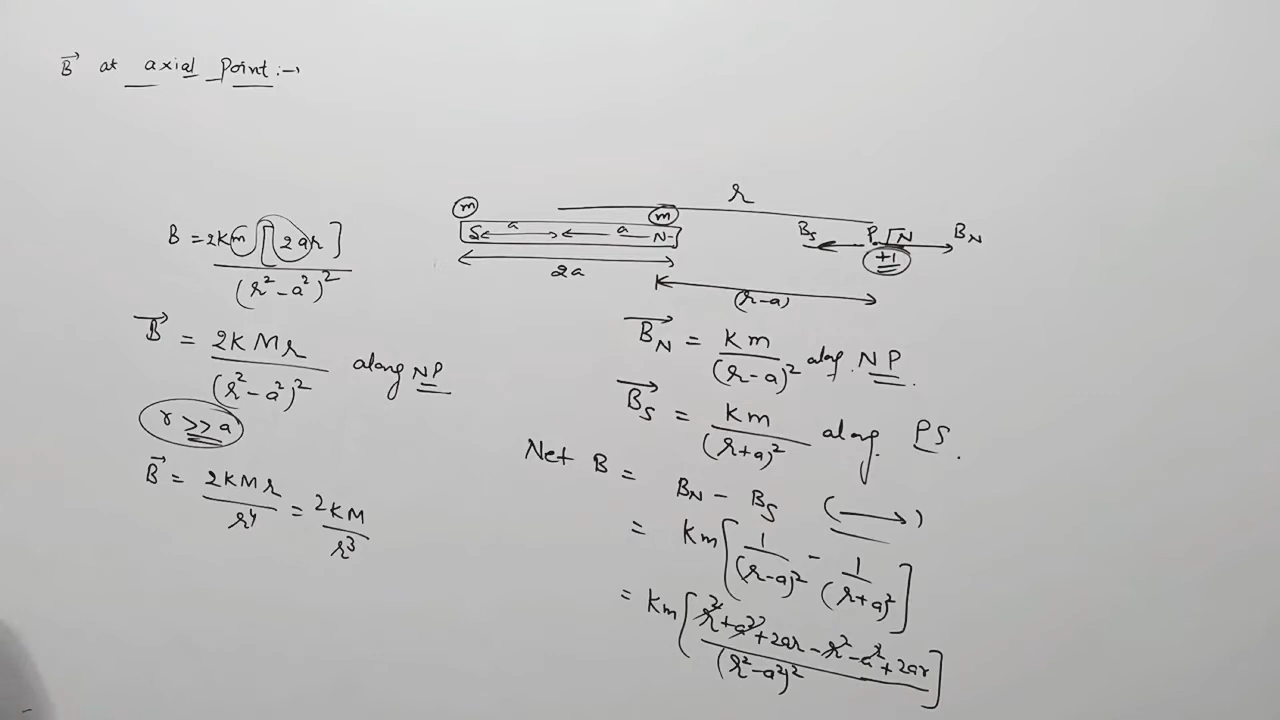 B⃗ at axial point :→
m
m
r
S a a N
B_S P N B_N
+1
2a
(r-a)
B = 2km[2ar] / (r² - a²)²
B⃗ = 2KMr / (r² - a²)² along NP
r >> a
B⃗ = 2KMr / r⁴ = 2KM / r³
B⃗_N = Km / (r-a)² along NP.
B⃗_S = Km / (r+a)² along PS.
Net B = B_N - B_S (→)
= Km[1/(r-a)² - 1/(r+a)²]
= Km[r²+a²+2ar-r²-a²+2ar / (r²-a²)²]